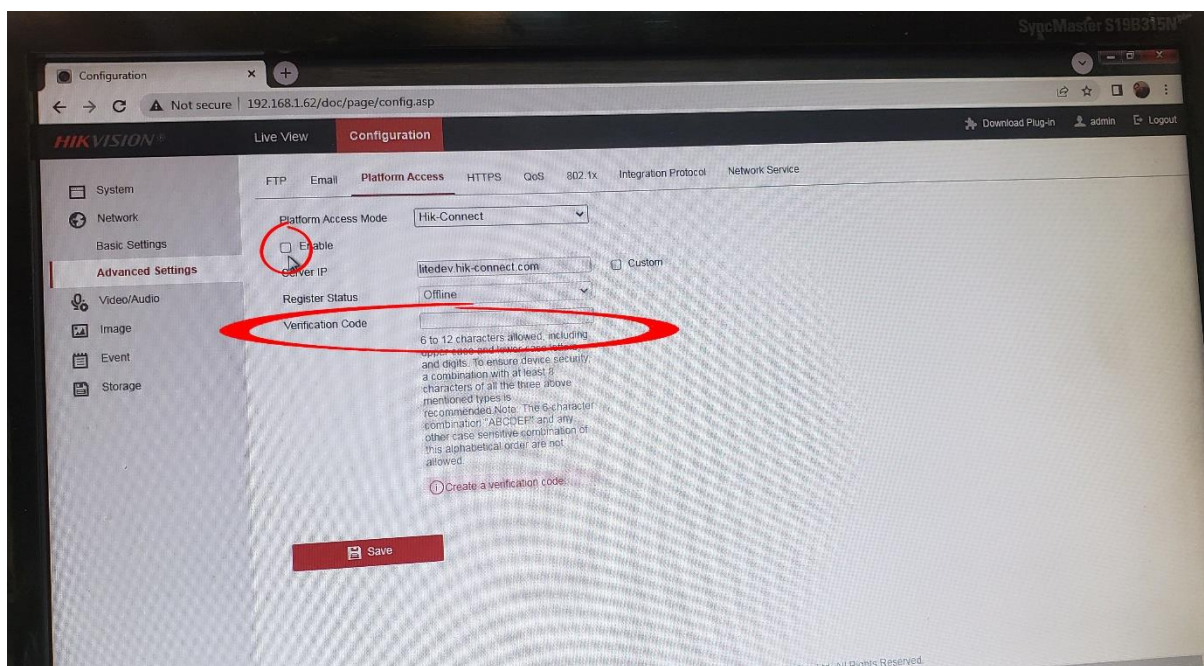 SyncMaster S19B315N
Configuration
Not secure 192.168.1.62/doc/page/config.asp
HIKVISION®
Live View
Configuration
Download Plug-in
admin
Logout
System
Network
Basic Settings
Advanced Settings
Video/Audio
Image
Event
Storage
FTP Email Platform Access HTTPS QoS 802.1x Integration Protocol Network Service
Platform Access Mode Hik-Connect
Enable
Server IP litedev.hik-connect.com Custom
Register Status Offline
Verification Code
6 to 12 characters allowed, including
upper case and lower case letters
and digits. To ensure device security,
a combination with at least 8
characters of all the three above
mentioned types is
recommended.Note: The 6-character
combination "ABCDEF" and any
other case sensitive combination of
this alphabetical order are not
allowed.
Create a verification code.
Save
All Rights Reserved.